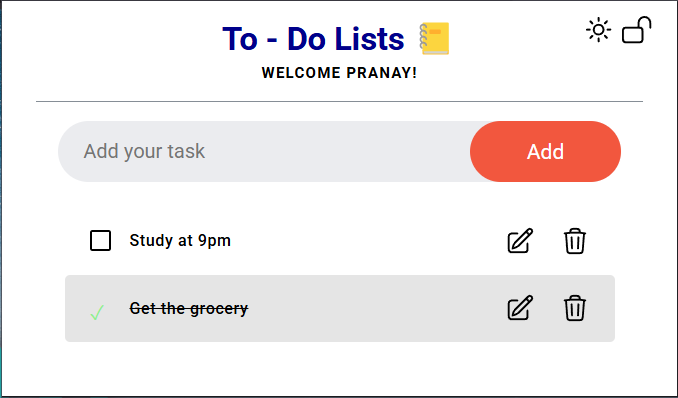 To - Do Lists
WELCOME PRANAY!
Add your task
Add
Study at 9pm
Get the grocery